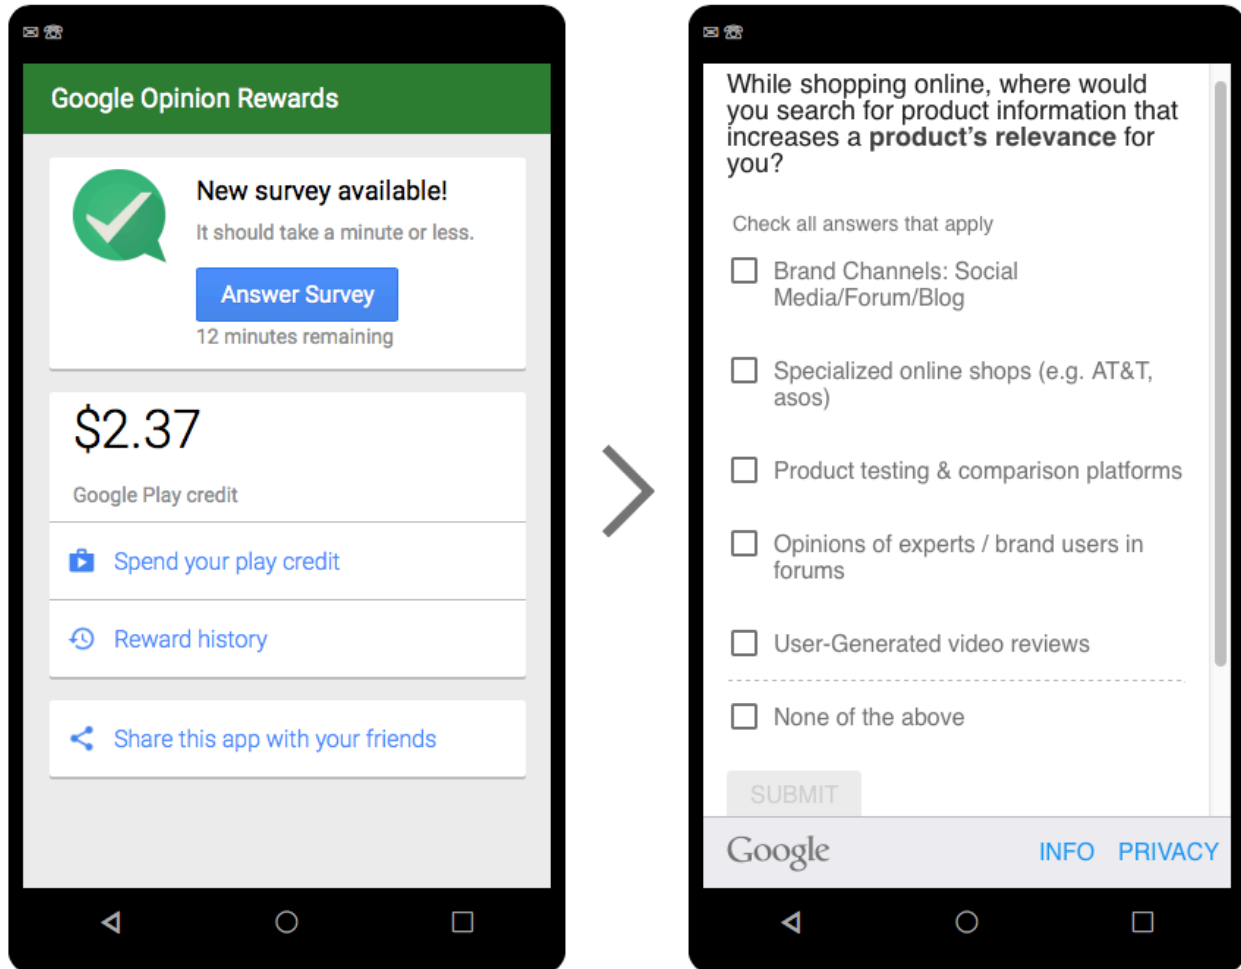 Google Opinion Rewards
New survey available!
It should take a minute or less.
Answer Survey
12 minutes remaining
$2.37
Google Play credit
Spend your play credit
Reward history
Share this app with your friends
While shopping online, where would
you search for product information that
increases a product's relevance for
you?
Check all answers that apply
Brand Channels: Social
Media/Forum/Blog
Specialized online shops (e.g. AT&T,
asos)
Product testing & comparison platforms
Opinions of experts / brand users in
forums
User-Generated video reviews
None of the above
SUBMIT
Google
INFO PRIVACY